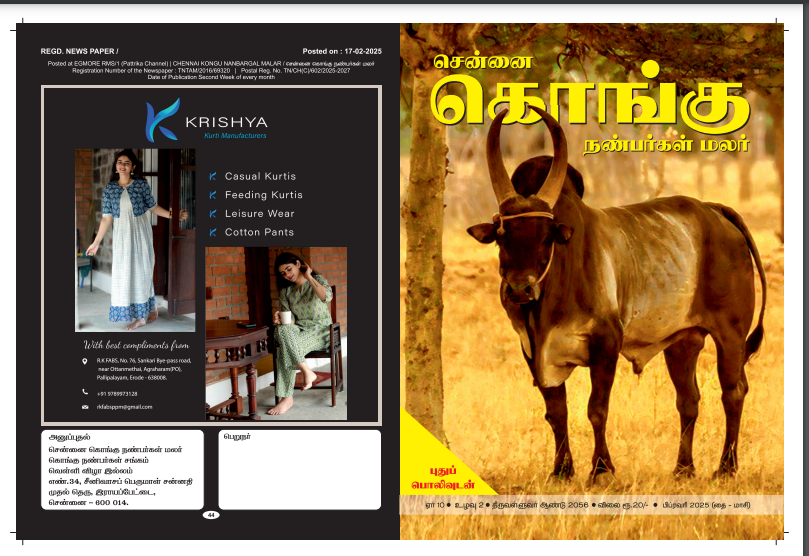 REGD. NEWS PAPER /
Posted on : 17-02-2025
Posted at EGMORE RMS/1 (Pattrika Channel) | CHENNAI KONGU NANBARGAL MALAR / சென்னை கொங்கு நண்பர்கள் மலர்
Registration Number of the Newspaper : TNTAM/2016/69320 | Postal Reg. No. TN/CH(C)/602/2025-2027
Date of Publication Second Week of every month
KRISHYA
Kurti Manufacturers
Casual Kurtis
Feeding Kurtis
Leisure Wear
Cotton Pants
With best compliments from
R.K FABS, No. 76, Sankari Bye-pass road,
near Ottanmethai, Agraharam(PO),
Pallipalayam, Erode - 638008.
+91 9789973128
rkfabsppm@gmail.com
அனுப்புதல்
சென்னை கொங்கு நண்பர்கள் மலர்
கொங்கு நண்பர்கள் சங்கம்
வெள்ளி விழா இல்லம்
எண்.34, சீனிவாசப் பெருமாள் சன்னதி
முதல் தெரு, இராயப்பேட்டை,
சென்னை – 600 014.
பெறுநர்
44
சென்னை
கொங்கு
நண்பர்கள் மலர்
புதுப்
பொலிவுடன்
ஏர் 10 • உழவு 2 • திருவள்ளுவர் ஆண்டு 2056 • விலை ரூ.20/- • பிப்ரவரி 2025 (தை - மாசி)